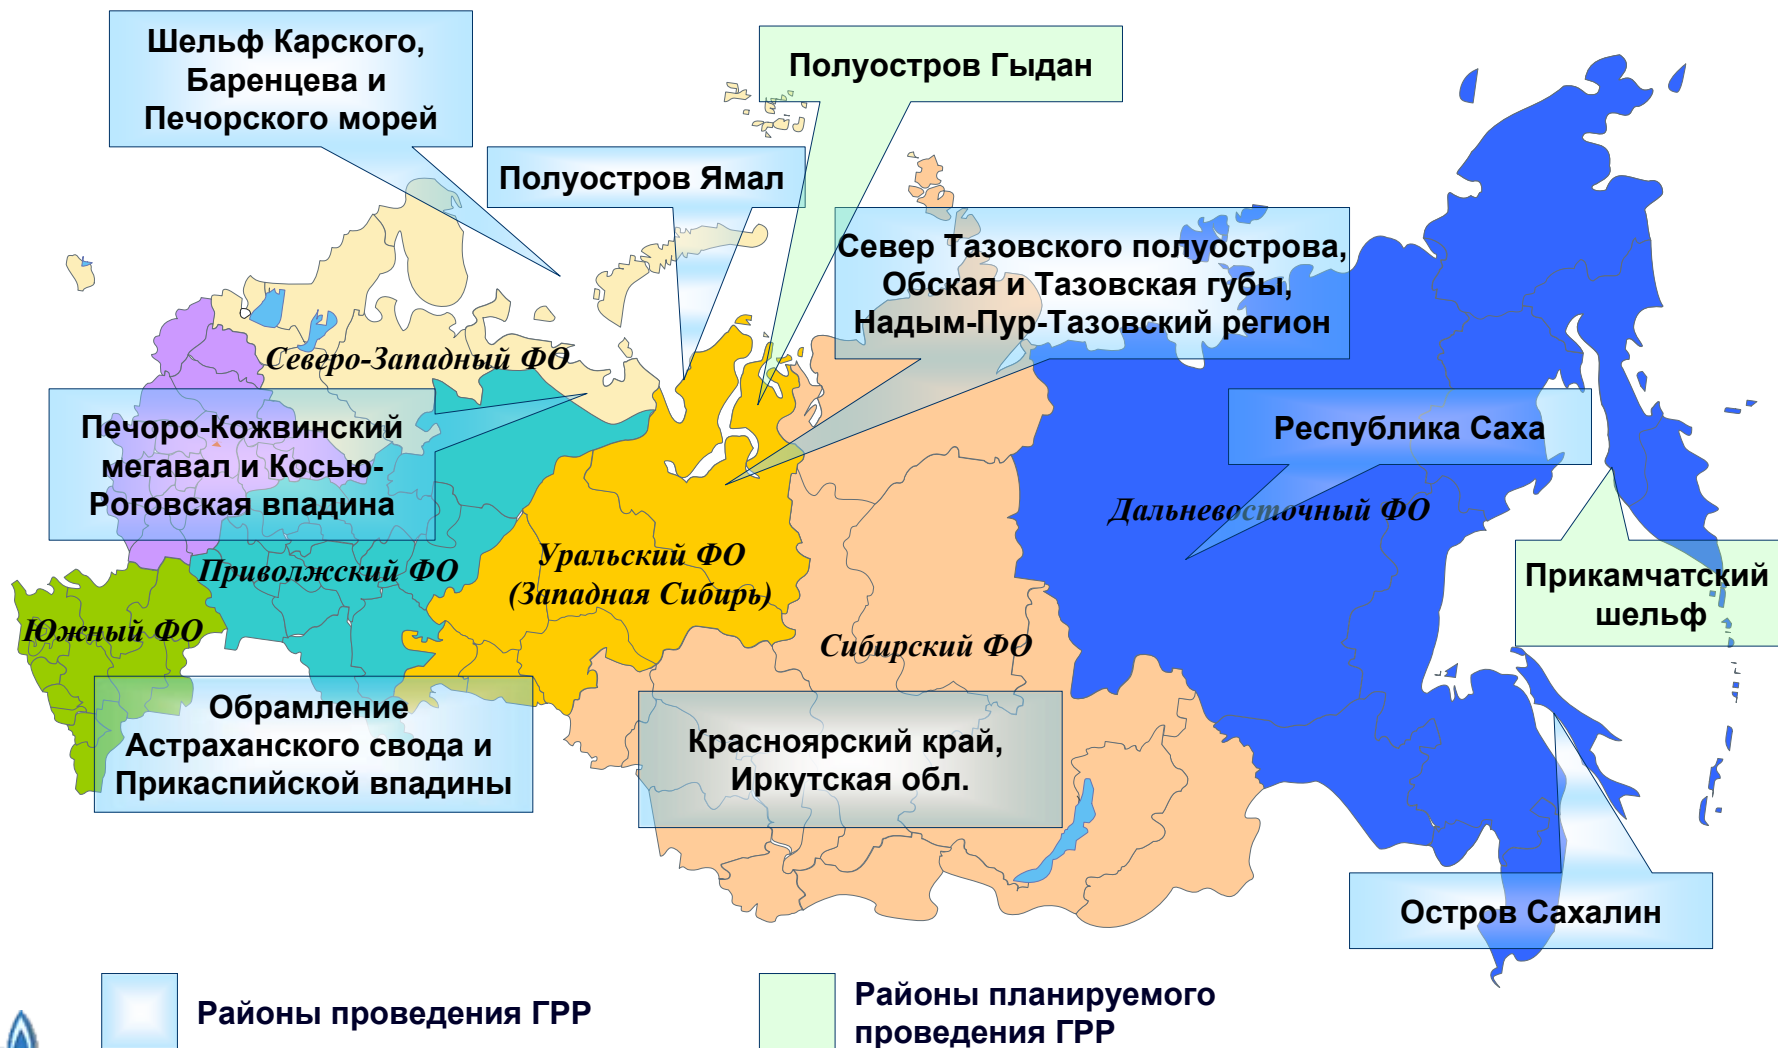 Шельф Карского,
Баренцева и
Печорского морей
Полуостров Гыдан
Полуостров Ямал
Север Тазовского полуострова,
Обская и Тазовская губы,
Надым-Пур-Тазовский регион
Северо-Западный ФО
Печоро-Кожвинский
мегавал и Косью-
Роговская впадина
Республика Саха
Дальневосточный ФО
Уральский ФО
(Западная Сибирь)
Приволжский ФО
Прикамчатский
шельф
Южный ФО
Сибирский ФО
Обрамление
Астраханского свода и
Прикаспийской впадины
Красноярский край,
Иркутская обл.
Остров Сахалин
Районы проведения ГРР
Районы планируемого
проведения ГРР